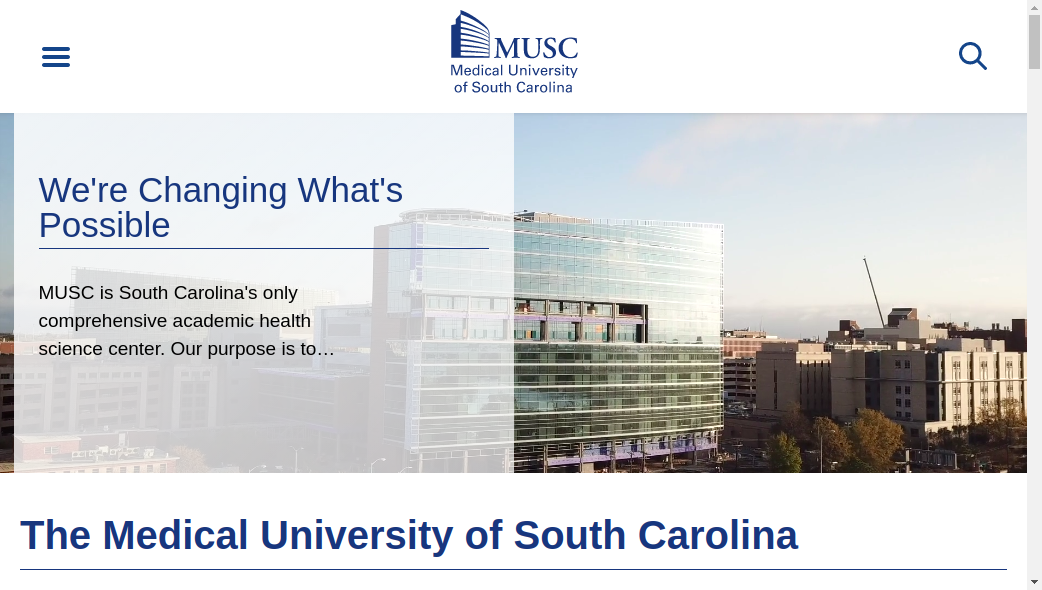 MUSC
Medical University
of South Carolina
We're Changing What's
Possible
MUSC is South Carolina's only
comprehensive academic health
science center. Our purpose is to…
The Medical University of South Carolina